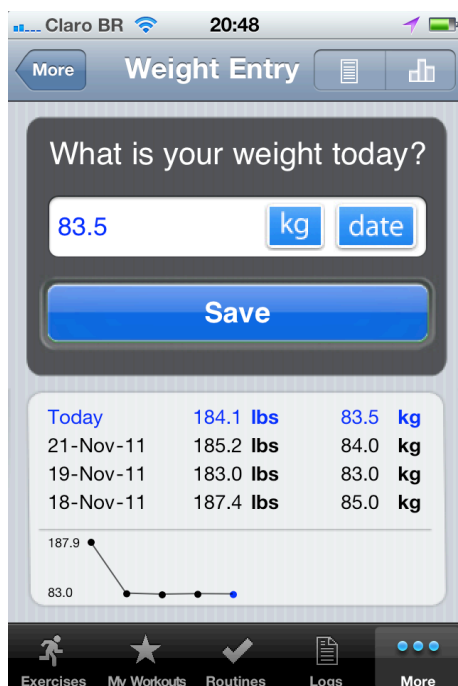 Claro BR 20:48
More Weight Entry
What is your weight today?
83.5 kg date
Save
Today 184.1 lbs 83.5 kg
21-Nov-11 185.2 lbs 84.0 kg
19-Nov-11 183.0 lbs 83.0 kg
18-Nov-11 187.4 lbs 85.0 kg
187.9
83.0
Exercises My Workouts Routines Logs More